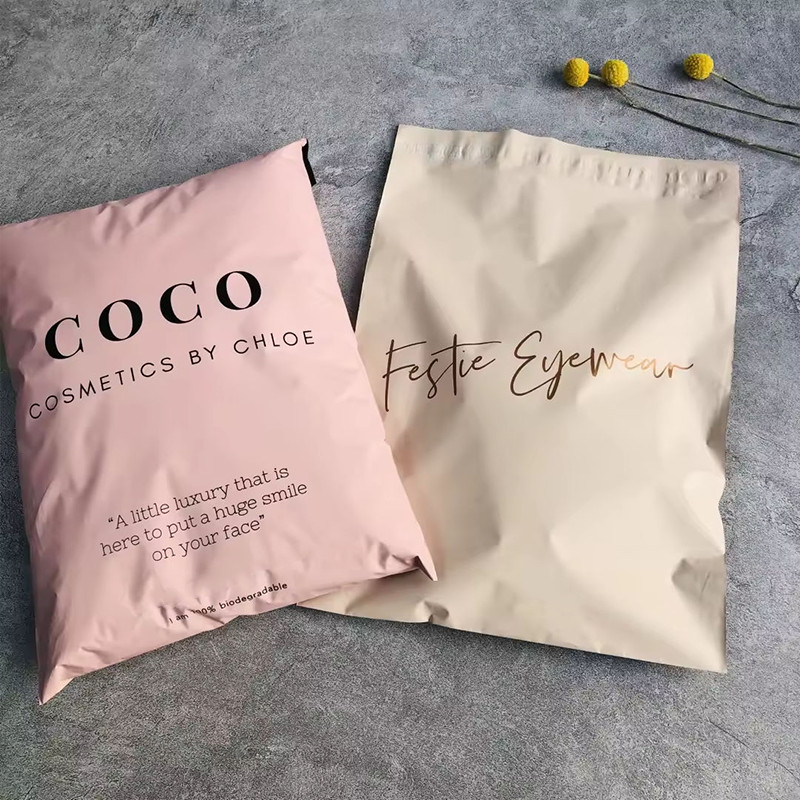 COCO
COSMETICS BY CHLOE
“A little luxury that is
here to put a huge smile
on your face”
I am 100% biodegradable
Festie Eyewear